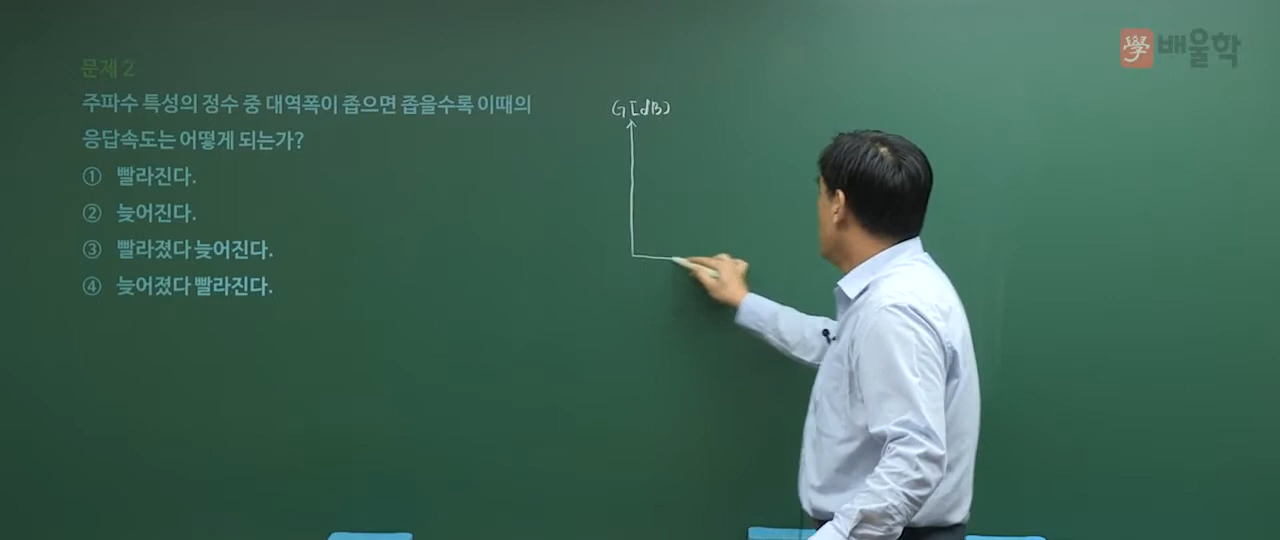 學 배울학
문제 2
주파수 특성의 정수 중 대역폭이 좁으면 좁을수록 이때의
응답속도는 어떻게 되는가?
① 빨라진다.
② 늦어진다.
③ 빨라졌다 늦어진다.
④ 늦어졌다 빨라진다.
G[dB)